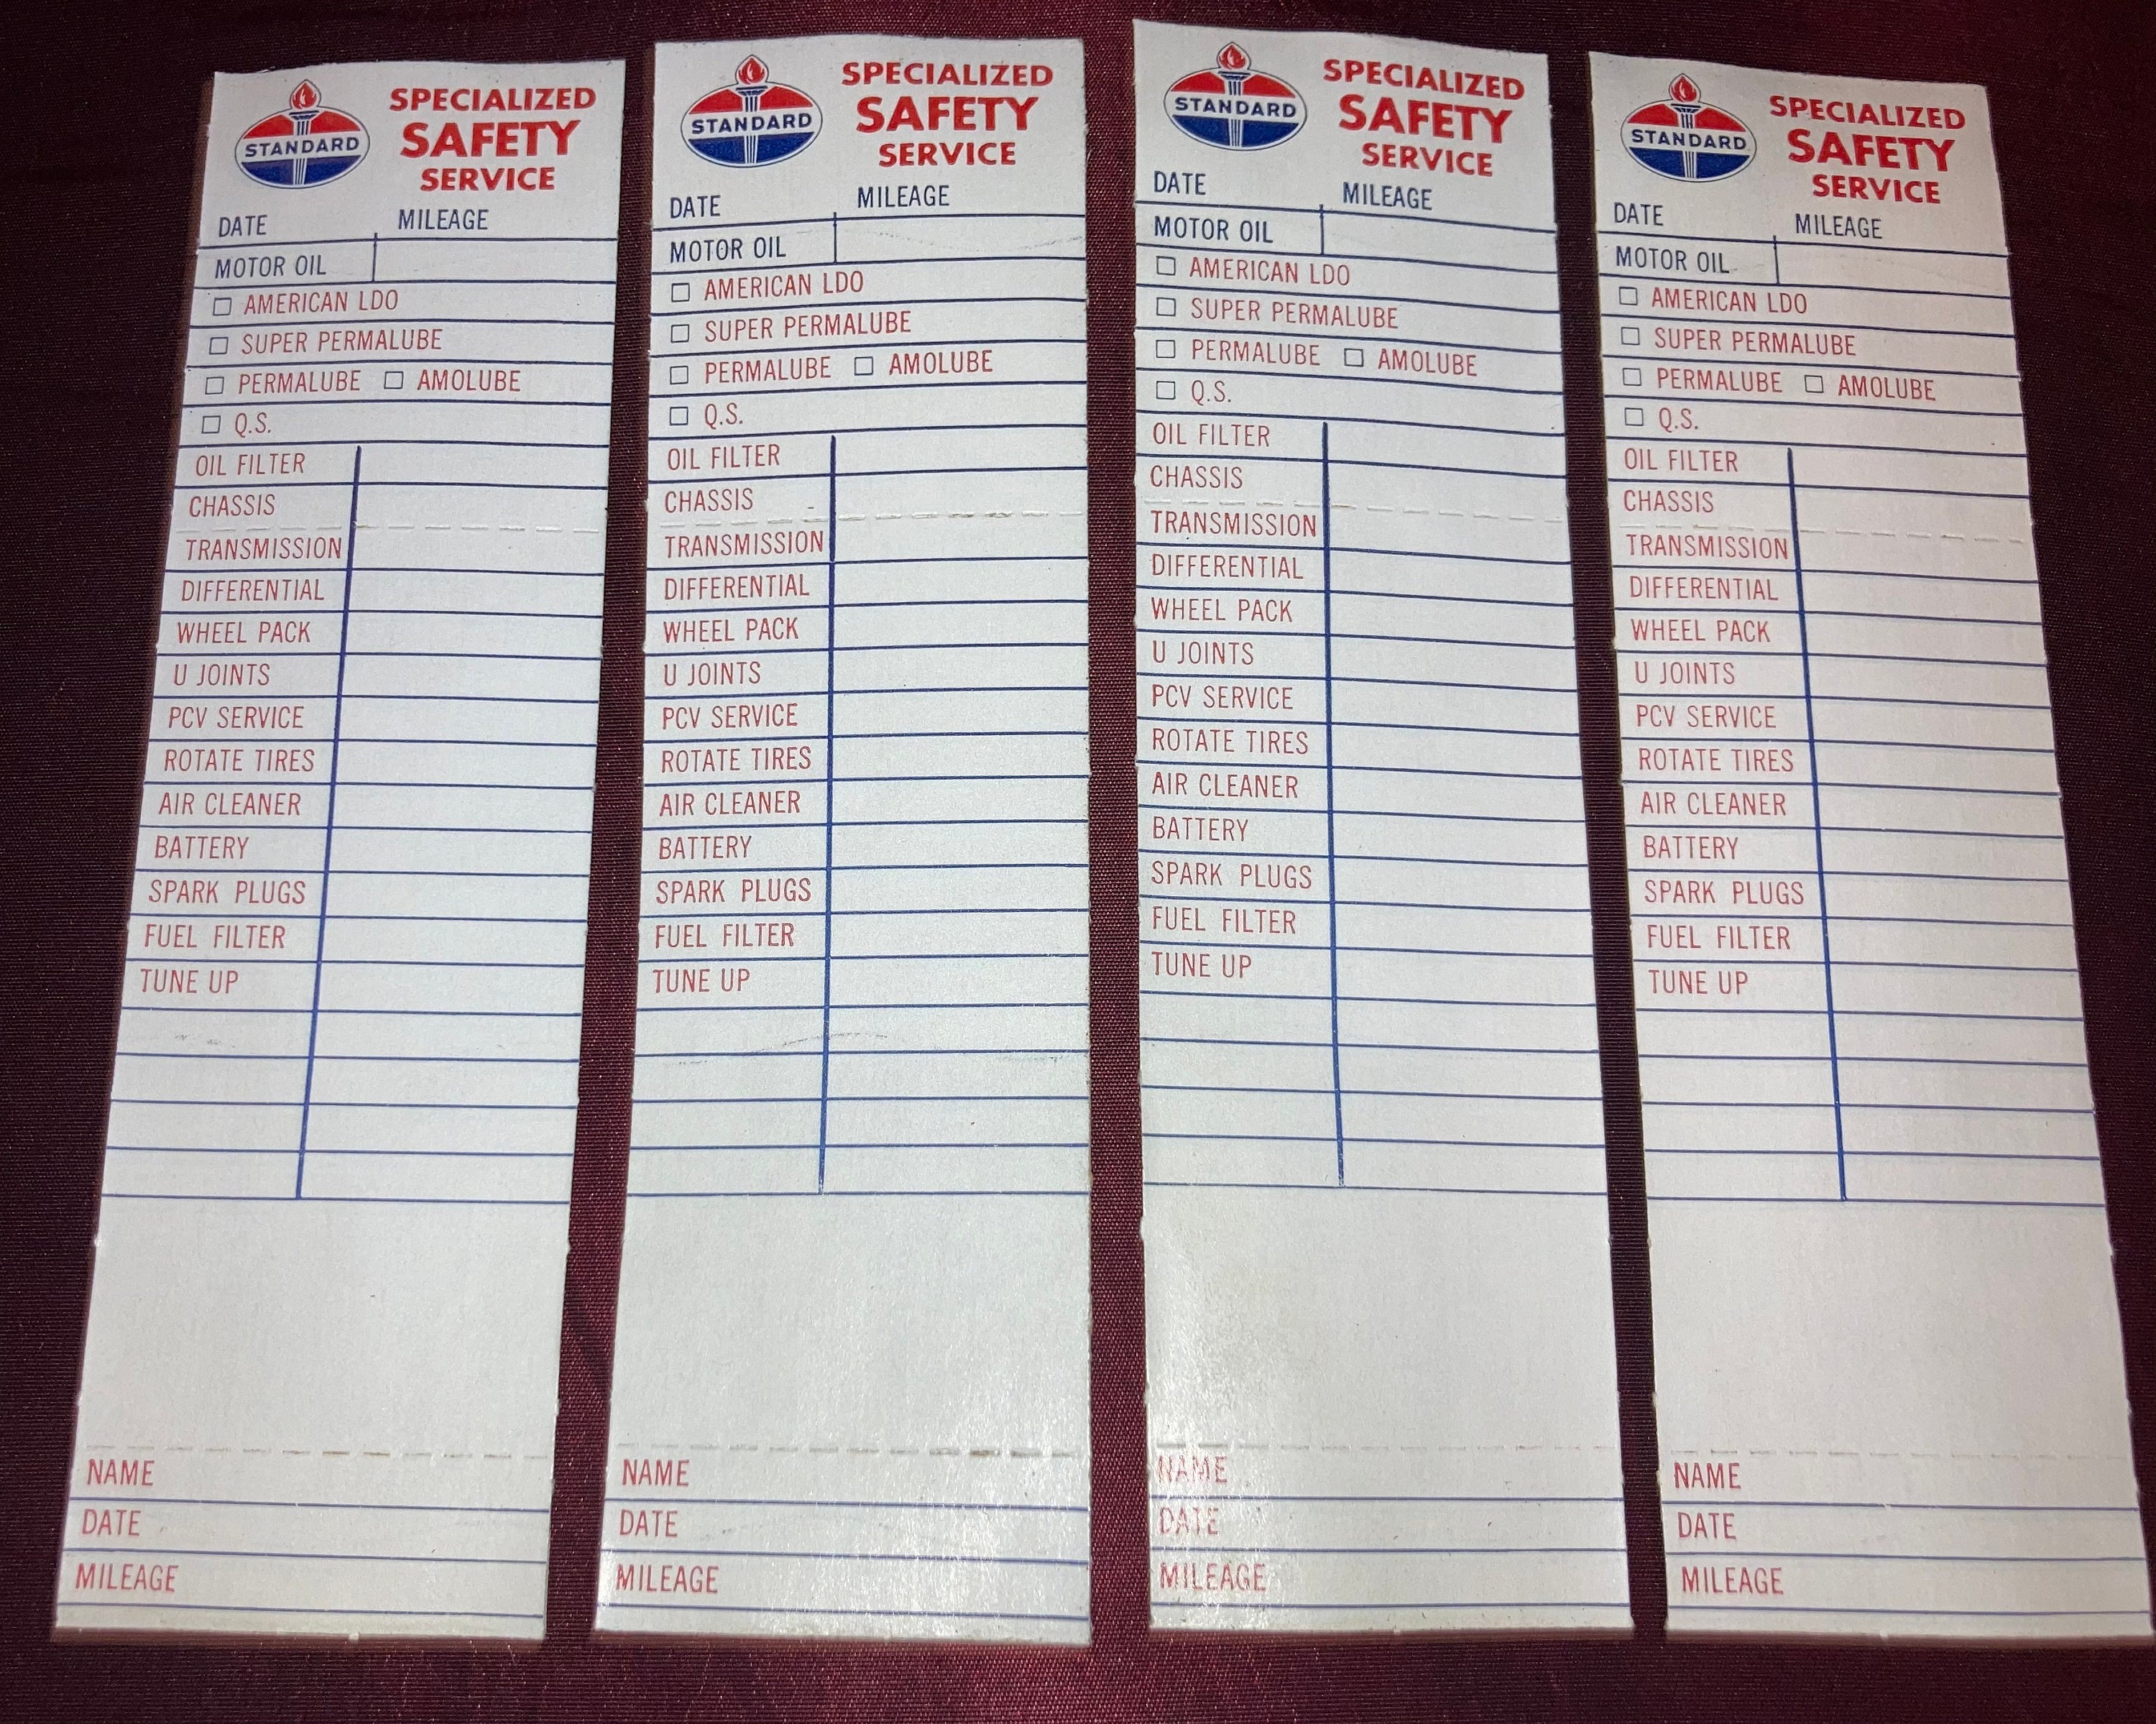 STANDARD
SPECIALIZED
SAFETY
SERVICE
DATE MILEAGE
MOTOR OIL
☐ AMERICAN LDO
☐ SUPER PERMALUBE
☐ PERMALUBE ☐ AMOLUBE
☐ Q.S.
OIL FILTER
CHASSIS
TRANSMISSION
DIFFERENTIAL
WHEEL PACK
U JOINTS
PCV SERVICE
ROTATE TIRES
AIR CLEANER
BATTERY
SPARK PLUGS
FUEL FILTER
TUNE UP
NAME
DATE
MILEAGE
STANDARD
SPECIALIZED
SAFETY
SERVICE
DATE MILEAGE
MOTOR OIL
☐ AMERICAN LDO
☐ SUPER PERMALUBE
☐ PERMALUBE ☐ AMOLUBE
☐ Q.S.
OIL FILTER
CHASSIS
TRANSMISSION
DIFFERENTIAL
WHEEL PACK
U JOINTS
PCV SERVICE
ROTATE TIRES
AIR CLEANER
BATTERY
SPARK PLUGS
FUEL FILTER
TUNE UP
NAME
DATE
MILEAGE
STANDARD
SPECIALIZED
SAFETY
SERVICE
DATE MILEAGE
MOTOR OIL
☐ AMERICAN LDO
☐ SUPER PERMALUBE
☐ PERMALUBE ☐ AMOLUBE
☐ Q.S.
OIL FILTER
CHASSIS
TRANSMISSION
DIFFERENTIAL
WHEEL PACK
U JOINTS
PCV SERVICE
ROTATE TIRES
AIR CLEANER
BATTERY
SPARK PLUGS
FUEL FILTER
TUNE UP
NAME
DATE
MILEAGE
STANDARD
SPECIALIZED
SAFETY
SERVICE
DATE MILEAGE
MOTOR OIL
☐ AMERICAN LDO
☐ SUPER PERMALUBE
☐ PERMALUBE ☐ AMOLUBE
☐ Q.S.
OIL FILTER
CHASSIS
TRANSMISSION
DIFFERENTIAL
WHEEL PACK
U JOINTS
PCV SERVICE
ROTATE TIRES
AIR CLEANER
BATTERY
SPARK PLUGS
FUEL FILTER
TUNE UP
NAME
DATE
MILEAGE